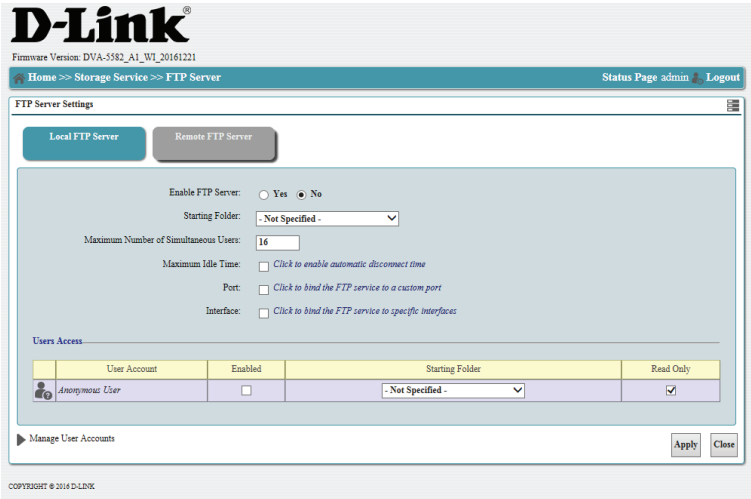 D-Link®
Firmware Version: DVA-5582_A1_WI_20161221
Home >> Storage Service >> FTP Server Status Page admin Logout
FTP Server Settings
Local FTP Server Remote FTP Server
Enable FTP Server: Yes No
Starting Folder: - Not Specified -
Maximum Number of Simultaneous Users: 16
Maximum Idle Time: Click to enable automatic disconnect time
Port: Click to bind the FTP service to a custom port
Interface: Click to bind the FTP service to specific interfaces
Users Access
User Account Enabled Starting Folder Read Only
Anonymous User - Not Specified -
Manage User Accounts Apply Close
COPYRIGHT © 2016 D-LINK